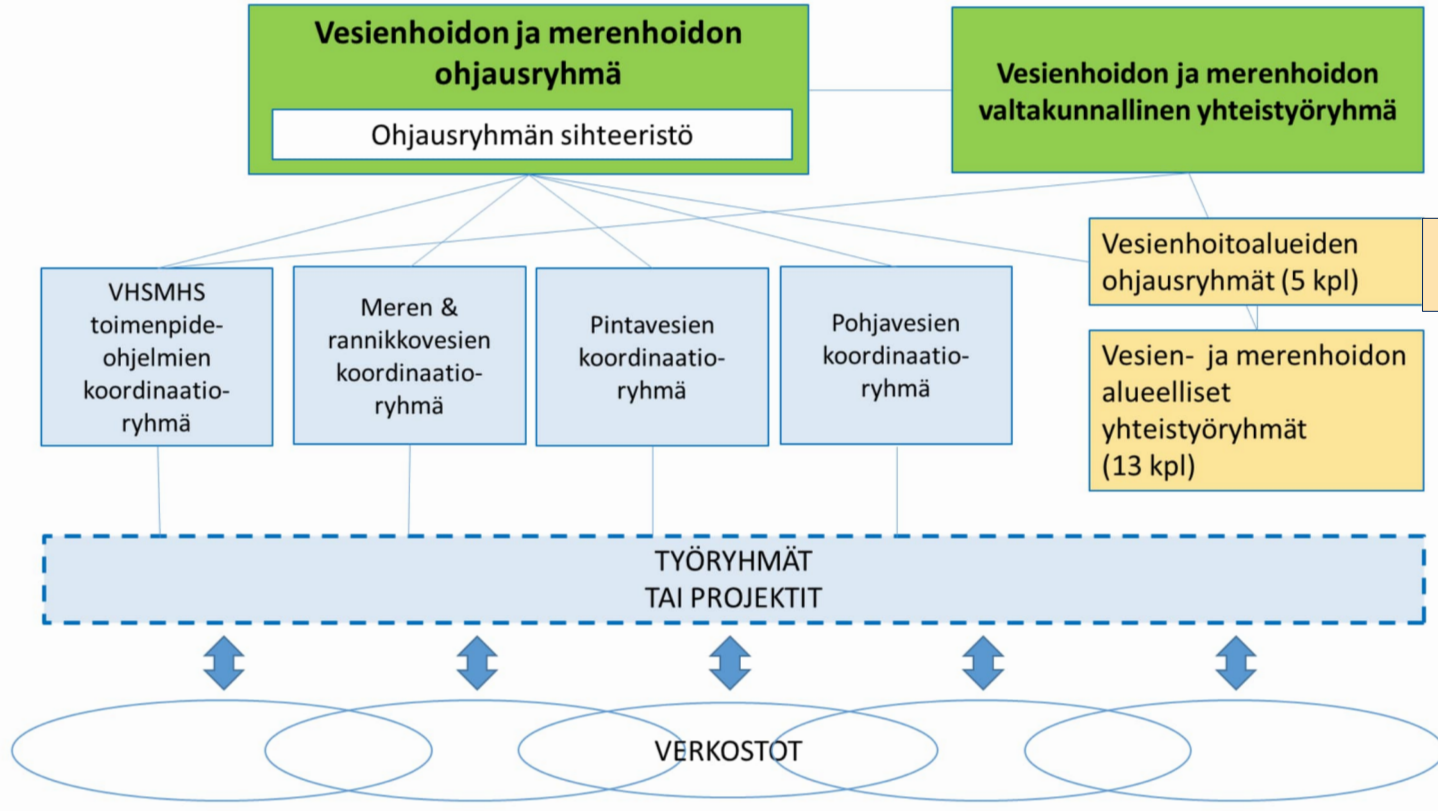 Vesienhoidon ja merenhoidon
ohjausryhmä
Ohjausryhmän sihteeristö
Vesienhoidon ja merenhoidon
valtakunnallinen yhteistyöryhmä
VHSMHS
toimenpide-
ohjelmien
koordinaatio-
ryhmä
Meren &
rannikkovesien
koordinaatio-
ryhmä
Pintavesien
koordinaatio-
ryhmä
Pohjavesien
koordinaatio-
ryhmä
Vesienhoitoalueiden
ohjausryhmät (5 kpl)
Vesien- ja merenhoidon
alueelliset
yhteistyöryhmät
(13 kpl)
TYÖRYHMÄT
TAI PROJEKTIT
VERKOSTOT